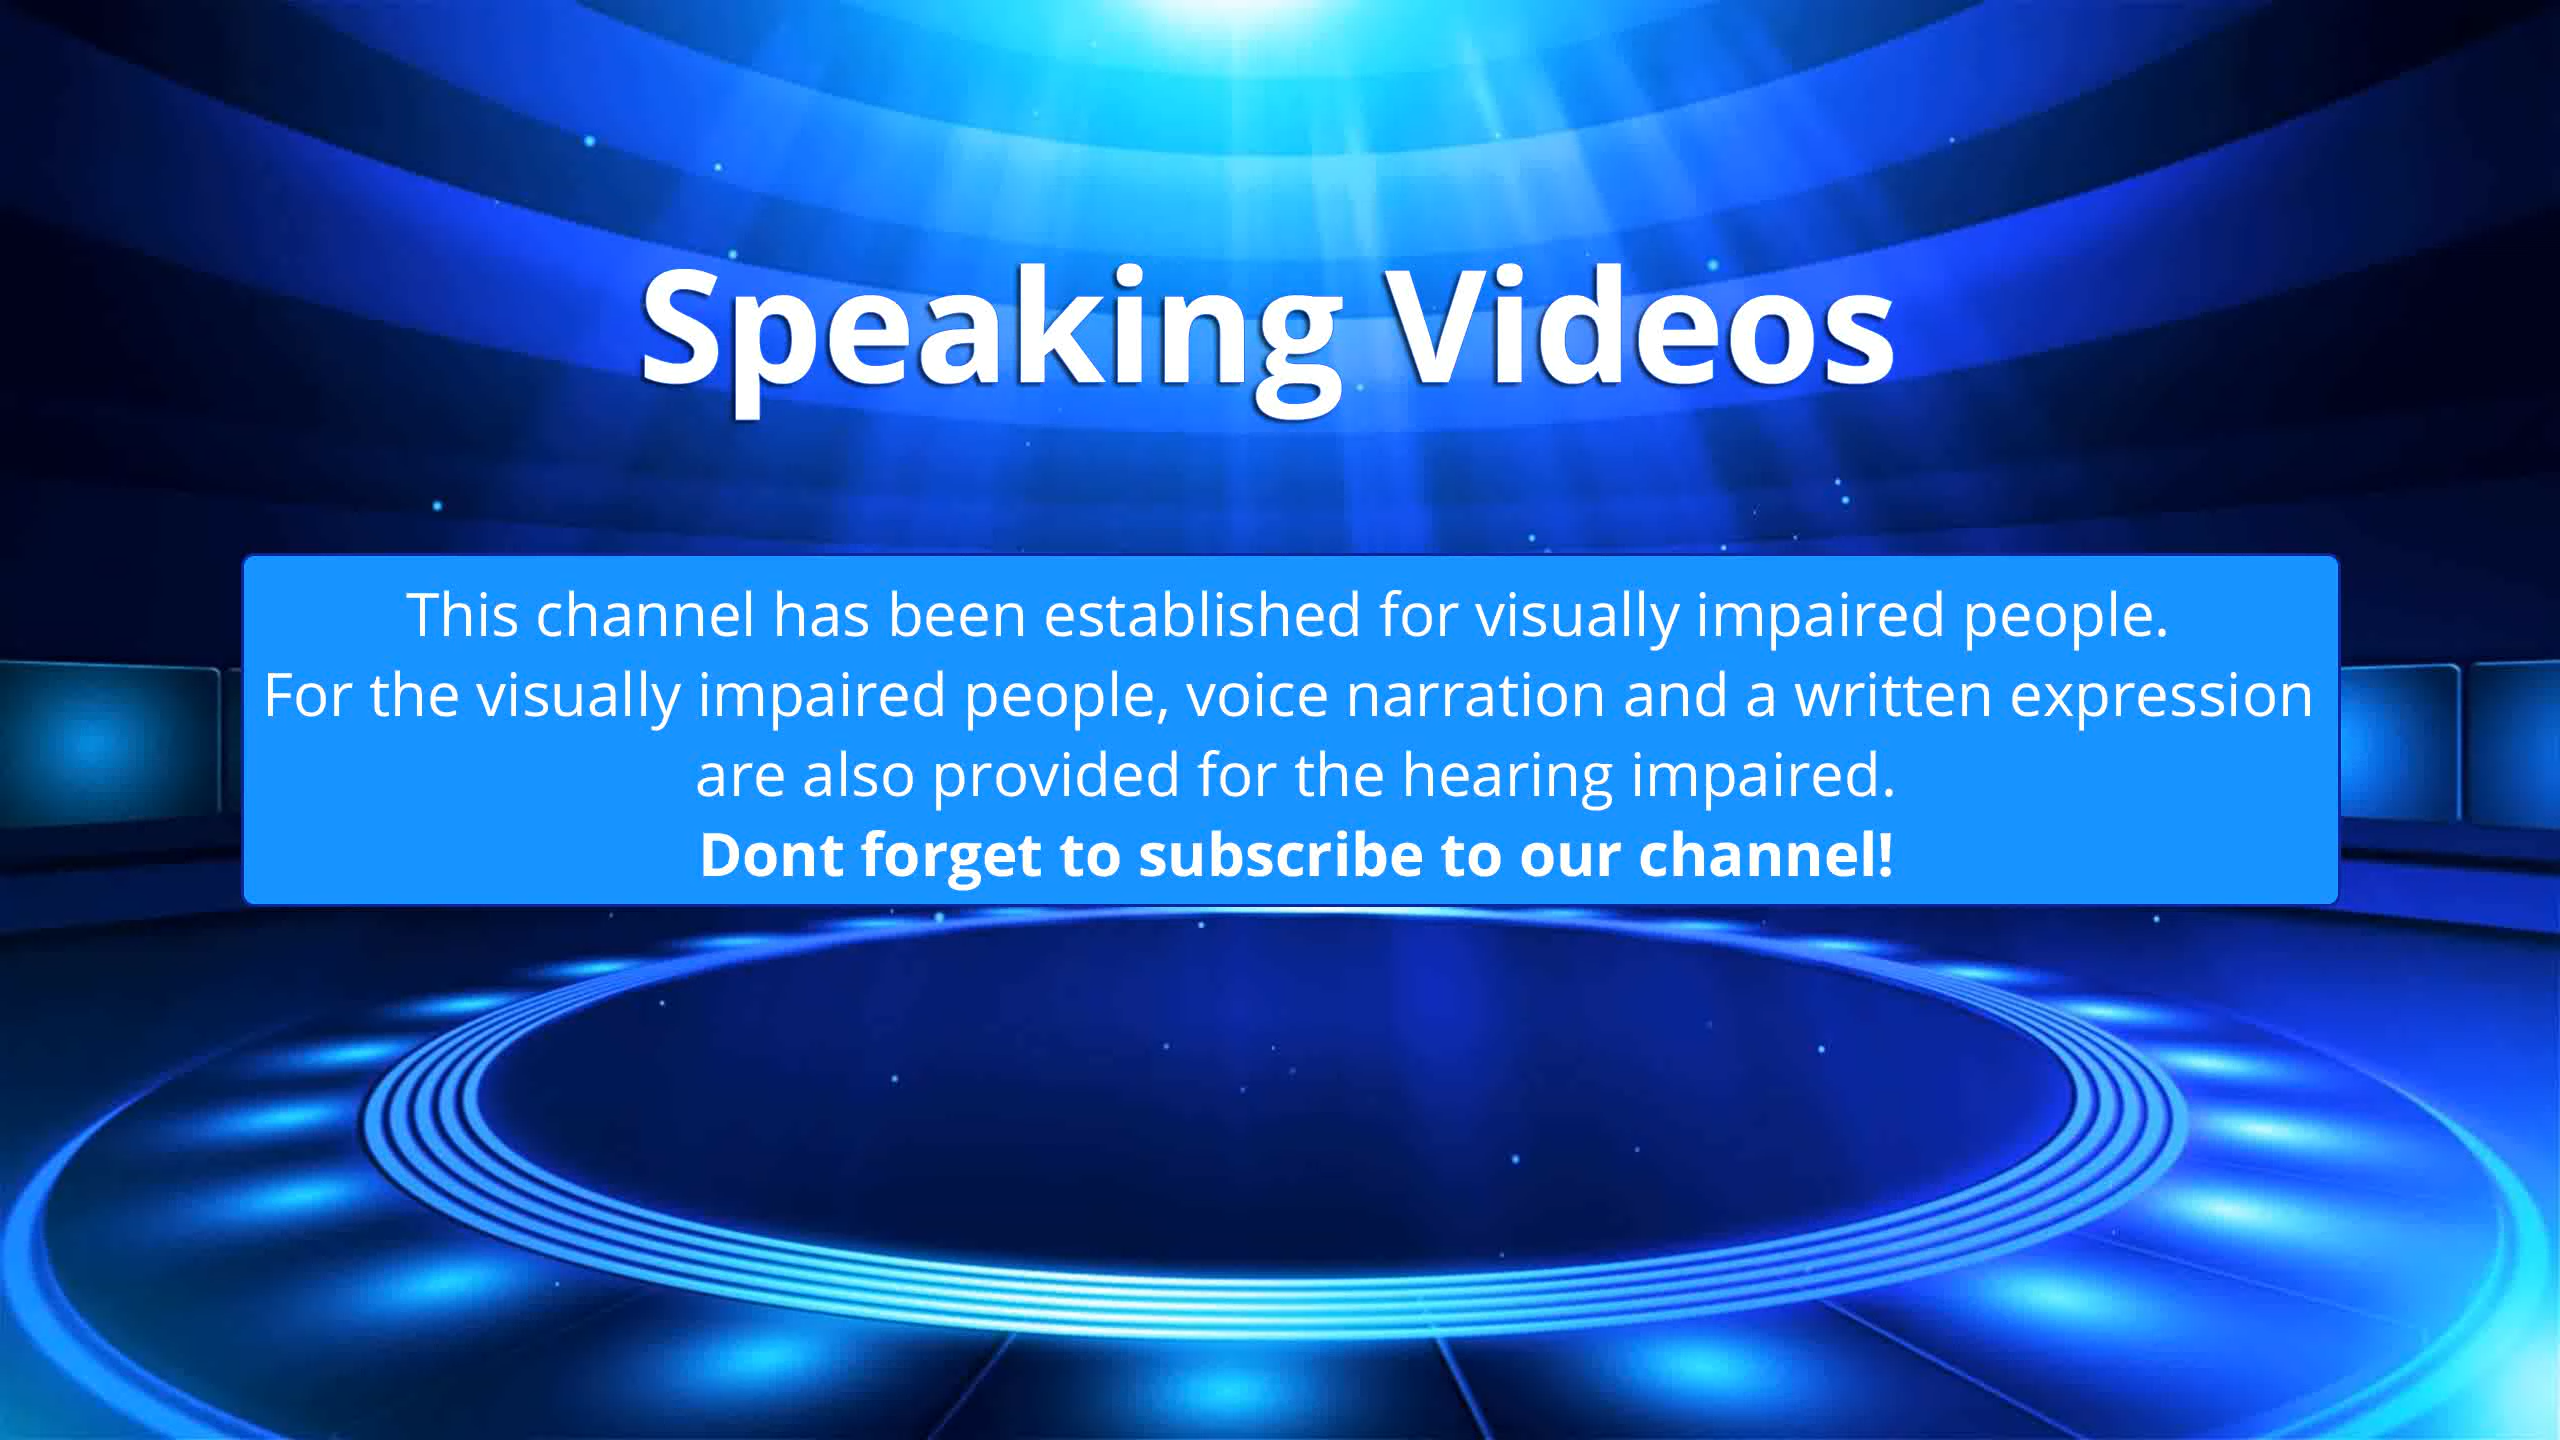 Speaking Videos
This channel has been established for visually impaired people.
For the visually impaired people, voice narration and a written expression
are also provided for the hearing impaired.
Dont forget to subscribe to our channel!